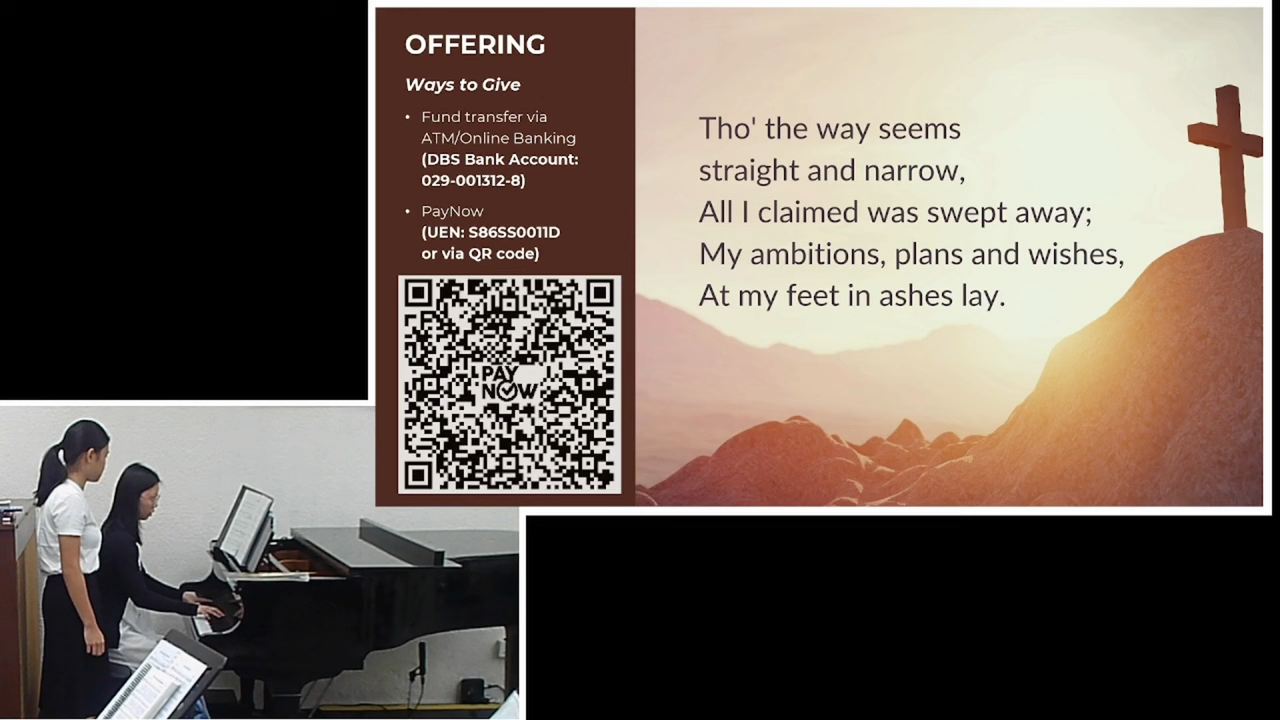 OFFERING
Ways to Give
• Fund transfer via
ATM/Online Banking
(DBS Bank Account:
029-001312-8)
• PayNow
(UEN: S86SS0011D
or via QR code)
PAY
NOW
Tho' the way seems
straight and narrow,
All I claimed was swept away;
My ambitions, plans and wishes,
At my feet in ashes lay.